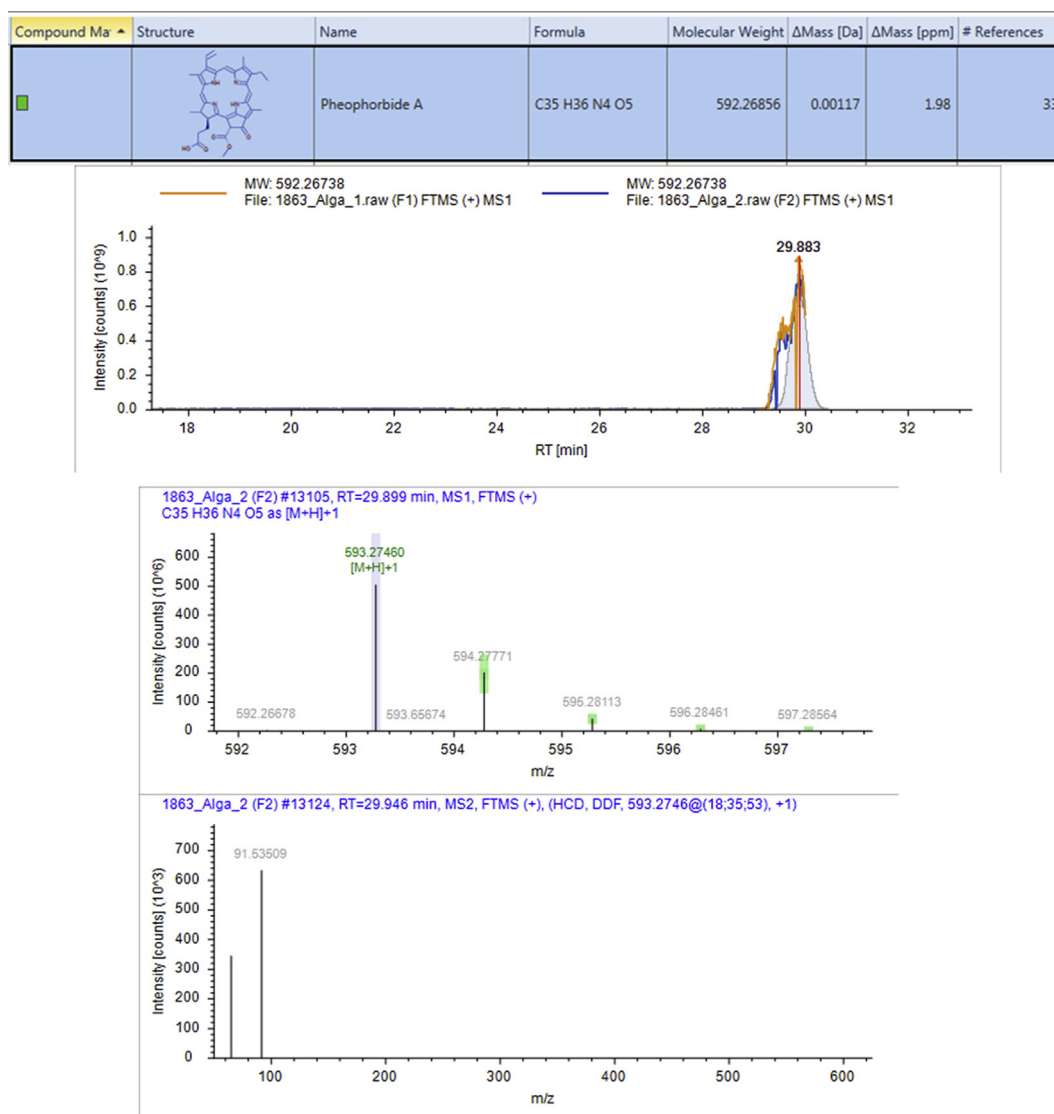 Compound Ma Structure Name Formula Molecular Weight ΔMass [Da] ΔMass [ppm] # References
Pheophorbide A C35 H36 N4 O5 592.26856 0.00117 1.98 33
NH N
N HN
HO O O O O
MW: 592.26738 MW: 592.26738
File: 1863_Alga_1.raw (F1) FTMS (+) MS1 File: 1863_Alga_2.raw (F2) FTMS (+) MS1
Intensity [counts] (10^9)
1.0
0.8
0.6
0.4
0.2
0.0
29.883
18 20 22 24 26 28 30 32
RT [min]
1863_Alga_2 (F2) #13105, RT=29.899 min, MS1, FTMS (+)
C35 H36 N4 O5 as [M+H]+1
Intensity [counts] (10^6)
600
500
400
300
200
100
0
593.27460
[M+H]+1
594.27771
592.26678 593.65674 595.28113 596.28461 597.28564
592 593 594 595 596 597
m/z
1863_Alga_2 (F2) #13124, RT=29.946 min, MS2, FTMS (+), (HCD, DDF, 593.2746@(18;35;53), +1)
Intensity [counts] (10^3)
700
600
500
400
300
200
100
0
91.53509
100 200 300 400 500 600
m/z